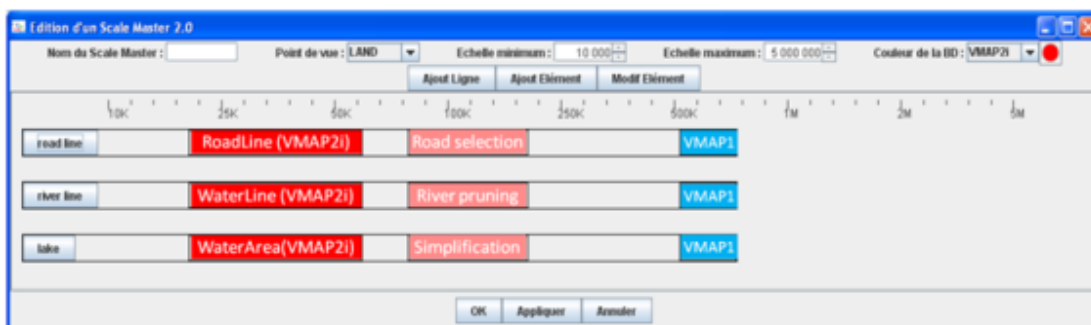 Edition d'un Scale Master 2.0
Nom du Scale Master : Point de vue : LAND Echelle minimum : 10 000 Echelle maximum : 5 000 000 Couleur de la BD : VMAP2i
Ajout Ligne Ajout Elément Modif Elément
10K 25K 50K 100K 250K 500K 1M 2M 5M
road line RoadLine (VMAP2i) Road selection VMAP1
river line WaterLine (VMAP2i) River pruning VMAP1
lake WaterArea(VMAP2i) Simplification VMAP1
OK Appliquer Annuler